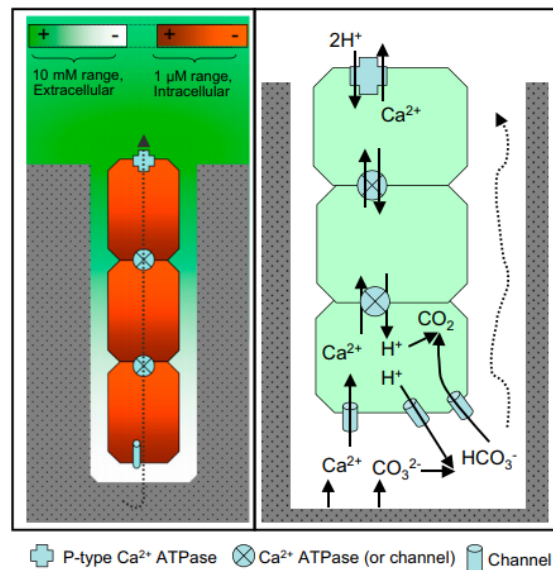 + - + -
10 mM range,
Extracellular
1 µM range,
Intracellular
2H⁺
Ca²⁺
CO₂
Ca²⁺ H⁺
H⁺
HCO₃⁻
Ca²⁺ CO₃²⁻
P-type Ca²⁺ ATPase Ca²⁺ ATPase (or channel) Channel